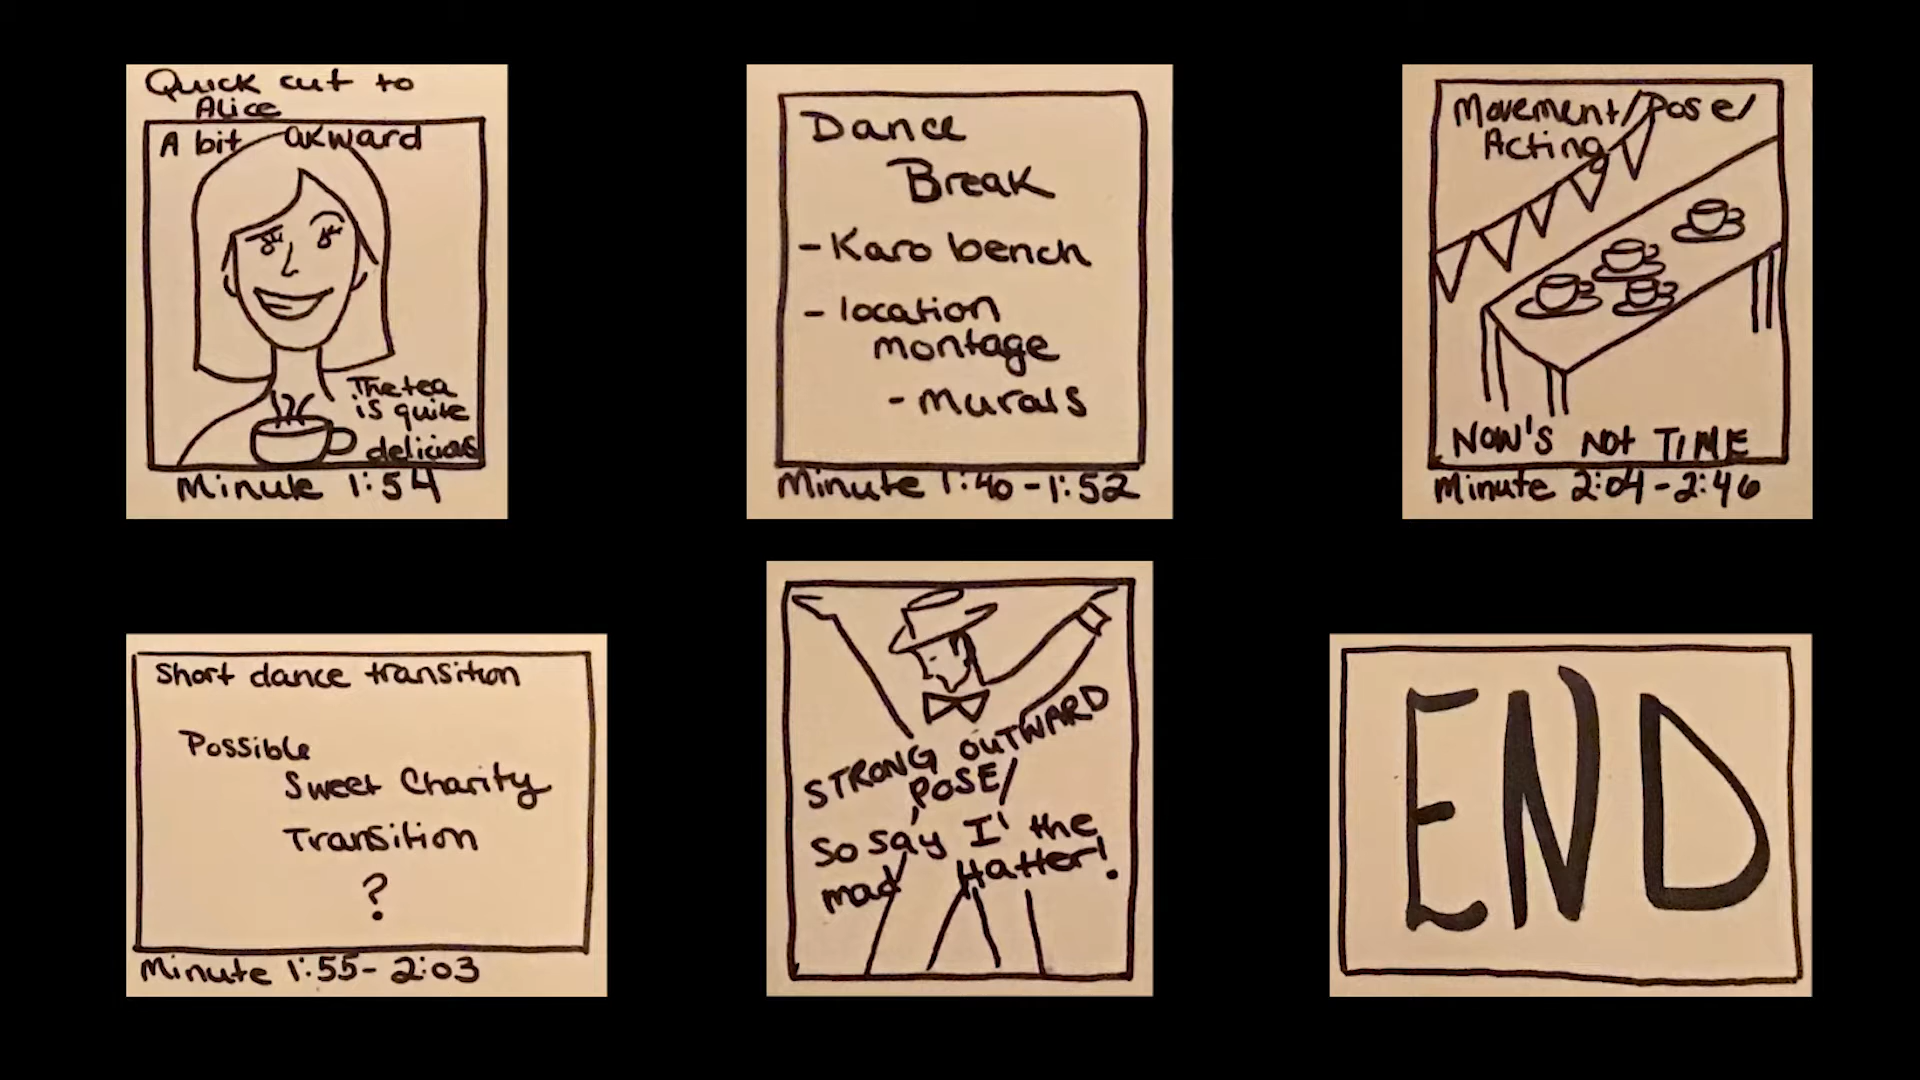 Quick cut to
Alice
A bit akward
The tea
is quite
delicias
Minute 1:54
Dance
Break
- Karo bench
- location
montage
- Murals
Minute 1:40-1:52
Movement/Pose/
Acting
NOW'S NOt TIME
Minute 2:04-2:46
Short dance transition
Possible
Sweet Charity
Transition
?
Minute 1:55-2:03
STRONG OUTWARD
POSE/
So say I' the
mad Hatter!
END